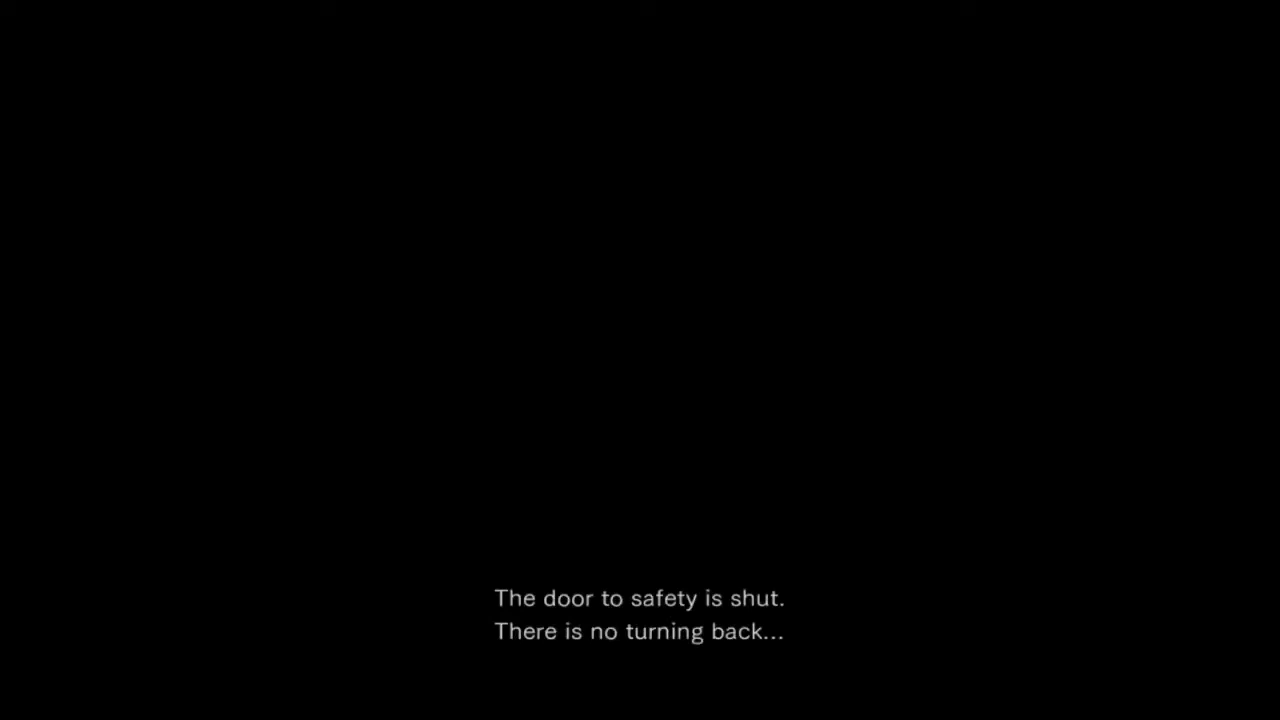 The door to safety is shut.
There is no turning back...